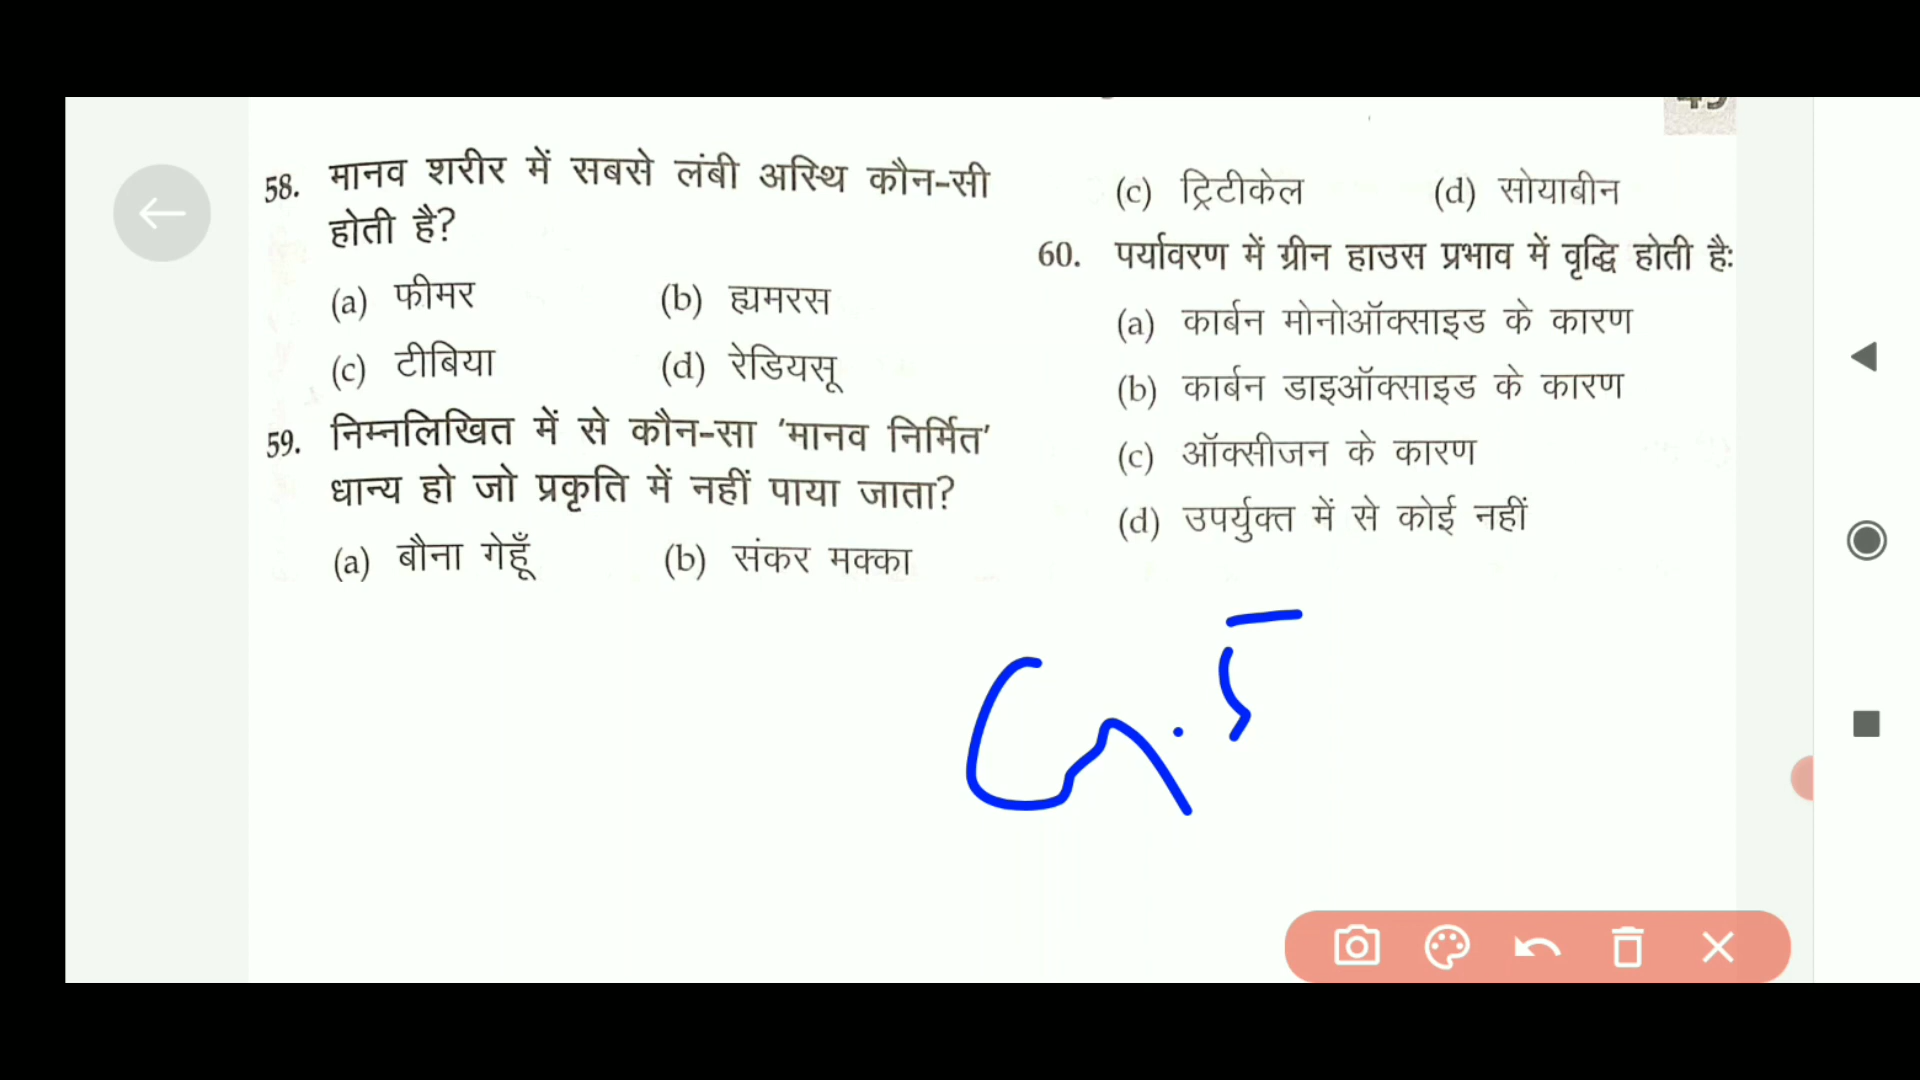 58. मानव शरीर में सबसे लंबी अस्थि कौन-सी
होती है?
(a) फीमर (b) ह्यमरस
(c) टीबिया (d) रेडियसू
59. निम्नलिखित में से कौन-सा 'मानव निर्मित'
धान्य हो जो प्रकृति में नहीं पाया जाता?
(a) बौना गेहूँ (b) संकर मक्का
(c) ट्रिटीकेल (d) सोयाबीन
60. पर्यावरण में ग्रीन हाउस प्रभाव में वृद्धि होती हैः
(a) कार्बन मोनोऑक्साइड के कारण
(b) कार्बन डाइऑक्साइड के कारण
(c) ऑक्सीजन के कारण
(d) उपर्युक्त में से कोई नहीं